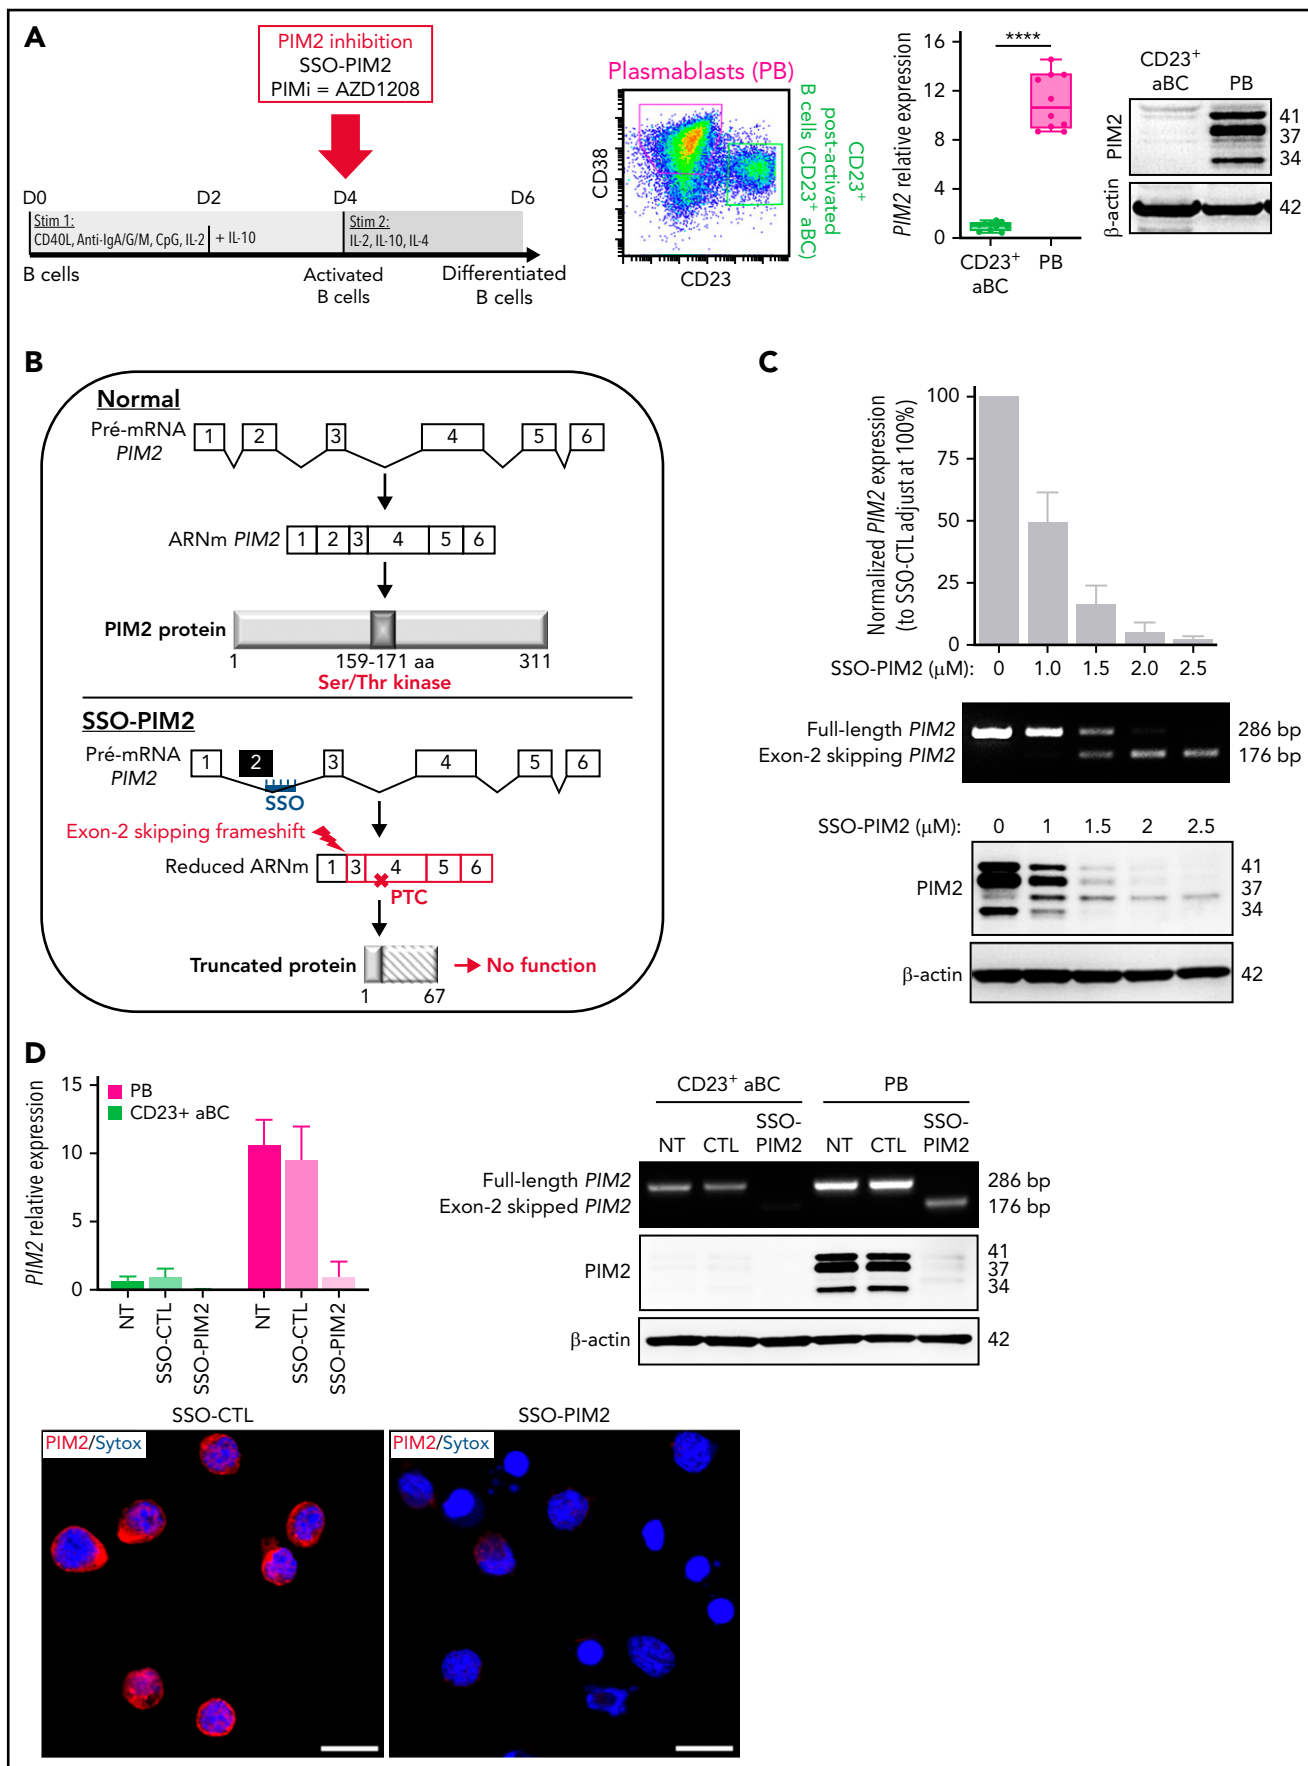 A
PIM2 inhibition
SSO-PIM2
PIMi = AZD1208
D0 D2 D4 D6
Stim 1:
CD40L, Anti-IgA/G/M, CpG, IL-2
+ IL-10
Stim 2:
IL-2, IL-10, IL-4
B cells
Activated
B cells
Differentiated
B cells
Plasmablasts (PB)
CD38
CD23
CD23+
post-activated
B cells (CD23+ aBC)
PIM2 relative expression
16
12
8
4
0
****
CD23+
aBC
PB
CD23+
aBC
PB
PIM2
41
37
34
β-actin
42
B
Normal
Pré-mRNA
PIM2
1 2 3 4 5 6
ARNm PIM2
1 2 3 4 5 6
PIM2 protein
1 159-171 aa 311
Ser/Thr kinase
SSO-PIM2
Pré-mRNA
PIM2
1 2 3 4 5 6
SSO
Exon-2 skipping frameshift
Reduced ARNm
1 3 4 5 6
PTC
Truncated protein
No function
1 67
C
Normalized PIM2 expression
(to SSO-CTL adjust at 100%)
100
75
50
25
0
SSO-PIM2 (μM): 0 1.0 1.5 2.0 2.5
Full-length PIM2 286 bp
Exon-2 skipping PIM2 176 bp
SSO-PIM2 (μM): 0 1 1.5 2 2.5
PIM2
41
37
34
β-actin 42
D
PIM2 relative expression
15
10
5
0
PB
CD23+ aBC
NT
SSO-CTL
SSO-PIM2
NT
SSO-CTL
SSO-PIM2
CD23+ aBC PB
NT CTL SSO-PIM2 NT CTL SSO-PIM2
Full-length PIM2 286 bp
Exon-2 skipped PIM2 176 bp
PIM2
41
37
34
β-actin 42
SSO-CTL
PIM2/Sytox
SSO-PIM2
PIM2/Sytox